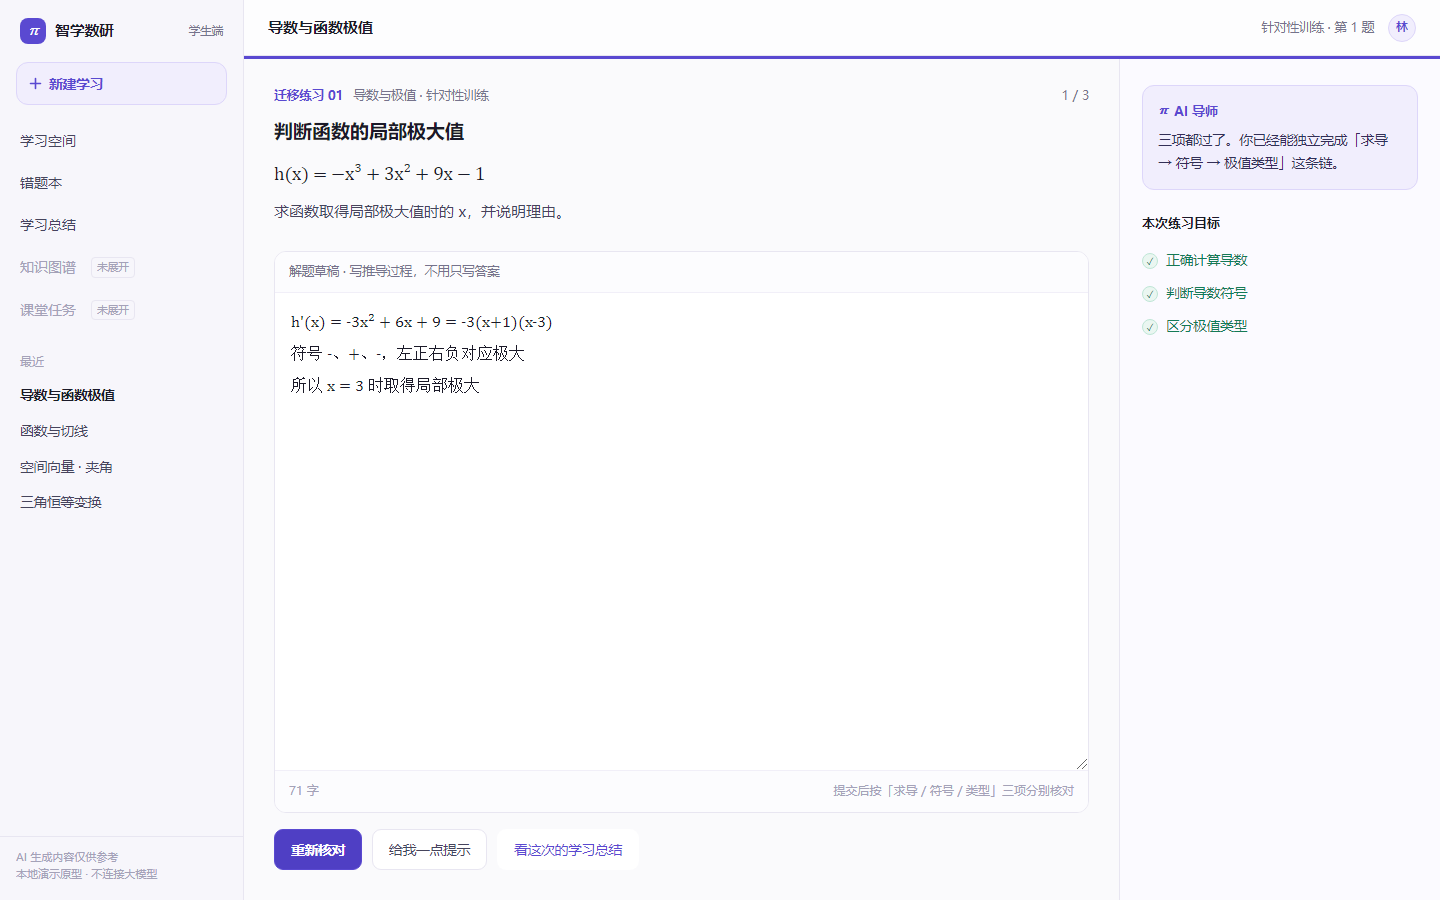 π 智学数研 学生端
+ 新建学习
学习空间
错题本
学习总结
知识图谱 未展开
课堂任务 未展开
最近
导数与函数极值
函数与切线
空间向量 · 夹角
三角恒等变换
AI 生成内容仅供参考
本地演示原型 · 不连接大模型
导数与函数极值
针对性训练 · 第 1 题 林
迁移练习 01 导数与极值 · 针对性训练 1 / 3
判断函数的局部极大值
h(x) = −x³ + 3x² + 9x − 1
求函数取得局部极大值时的 x，并说明理由。
解题草稿 · 写推导过程，不用只写答案
h'(x) = -3x² + 6x + 9 = -3(x+1)(x-3)
符号 -、+、-，左正右负对应极大
所以 x = 3 时取得局部极大
71 字 提交后按「求导 / 符号 / 类型」三项分别核对
重新核对 给我一点提示 看这次的学习总结
π AI 导师
三项都过了。你已经能独立完成「求导
→ 符号 → 极值类型」这条链。
本次练习目标
✓ 正确计算导数
✓ 判断导数符号
✓ 区分极值类型